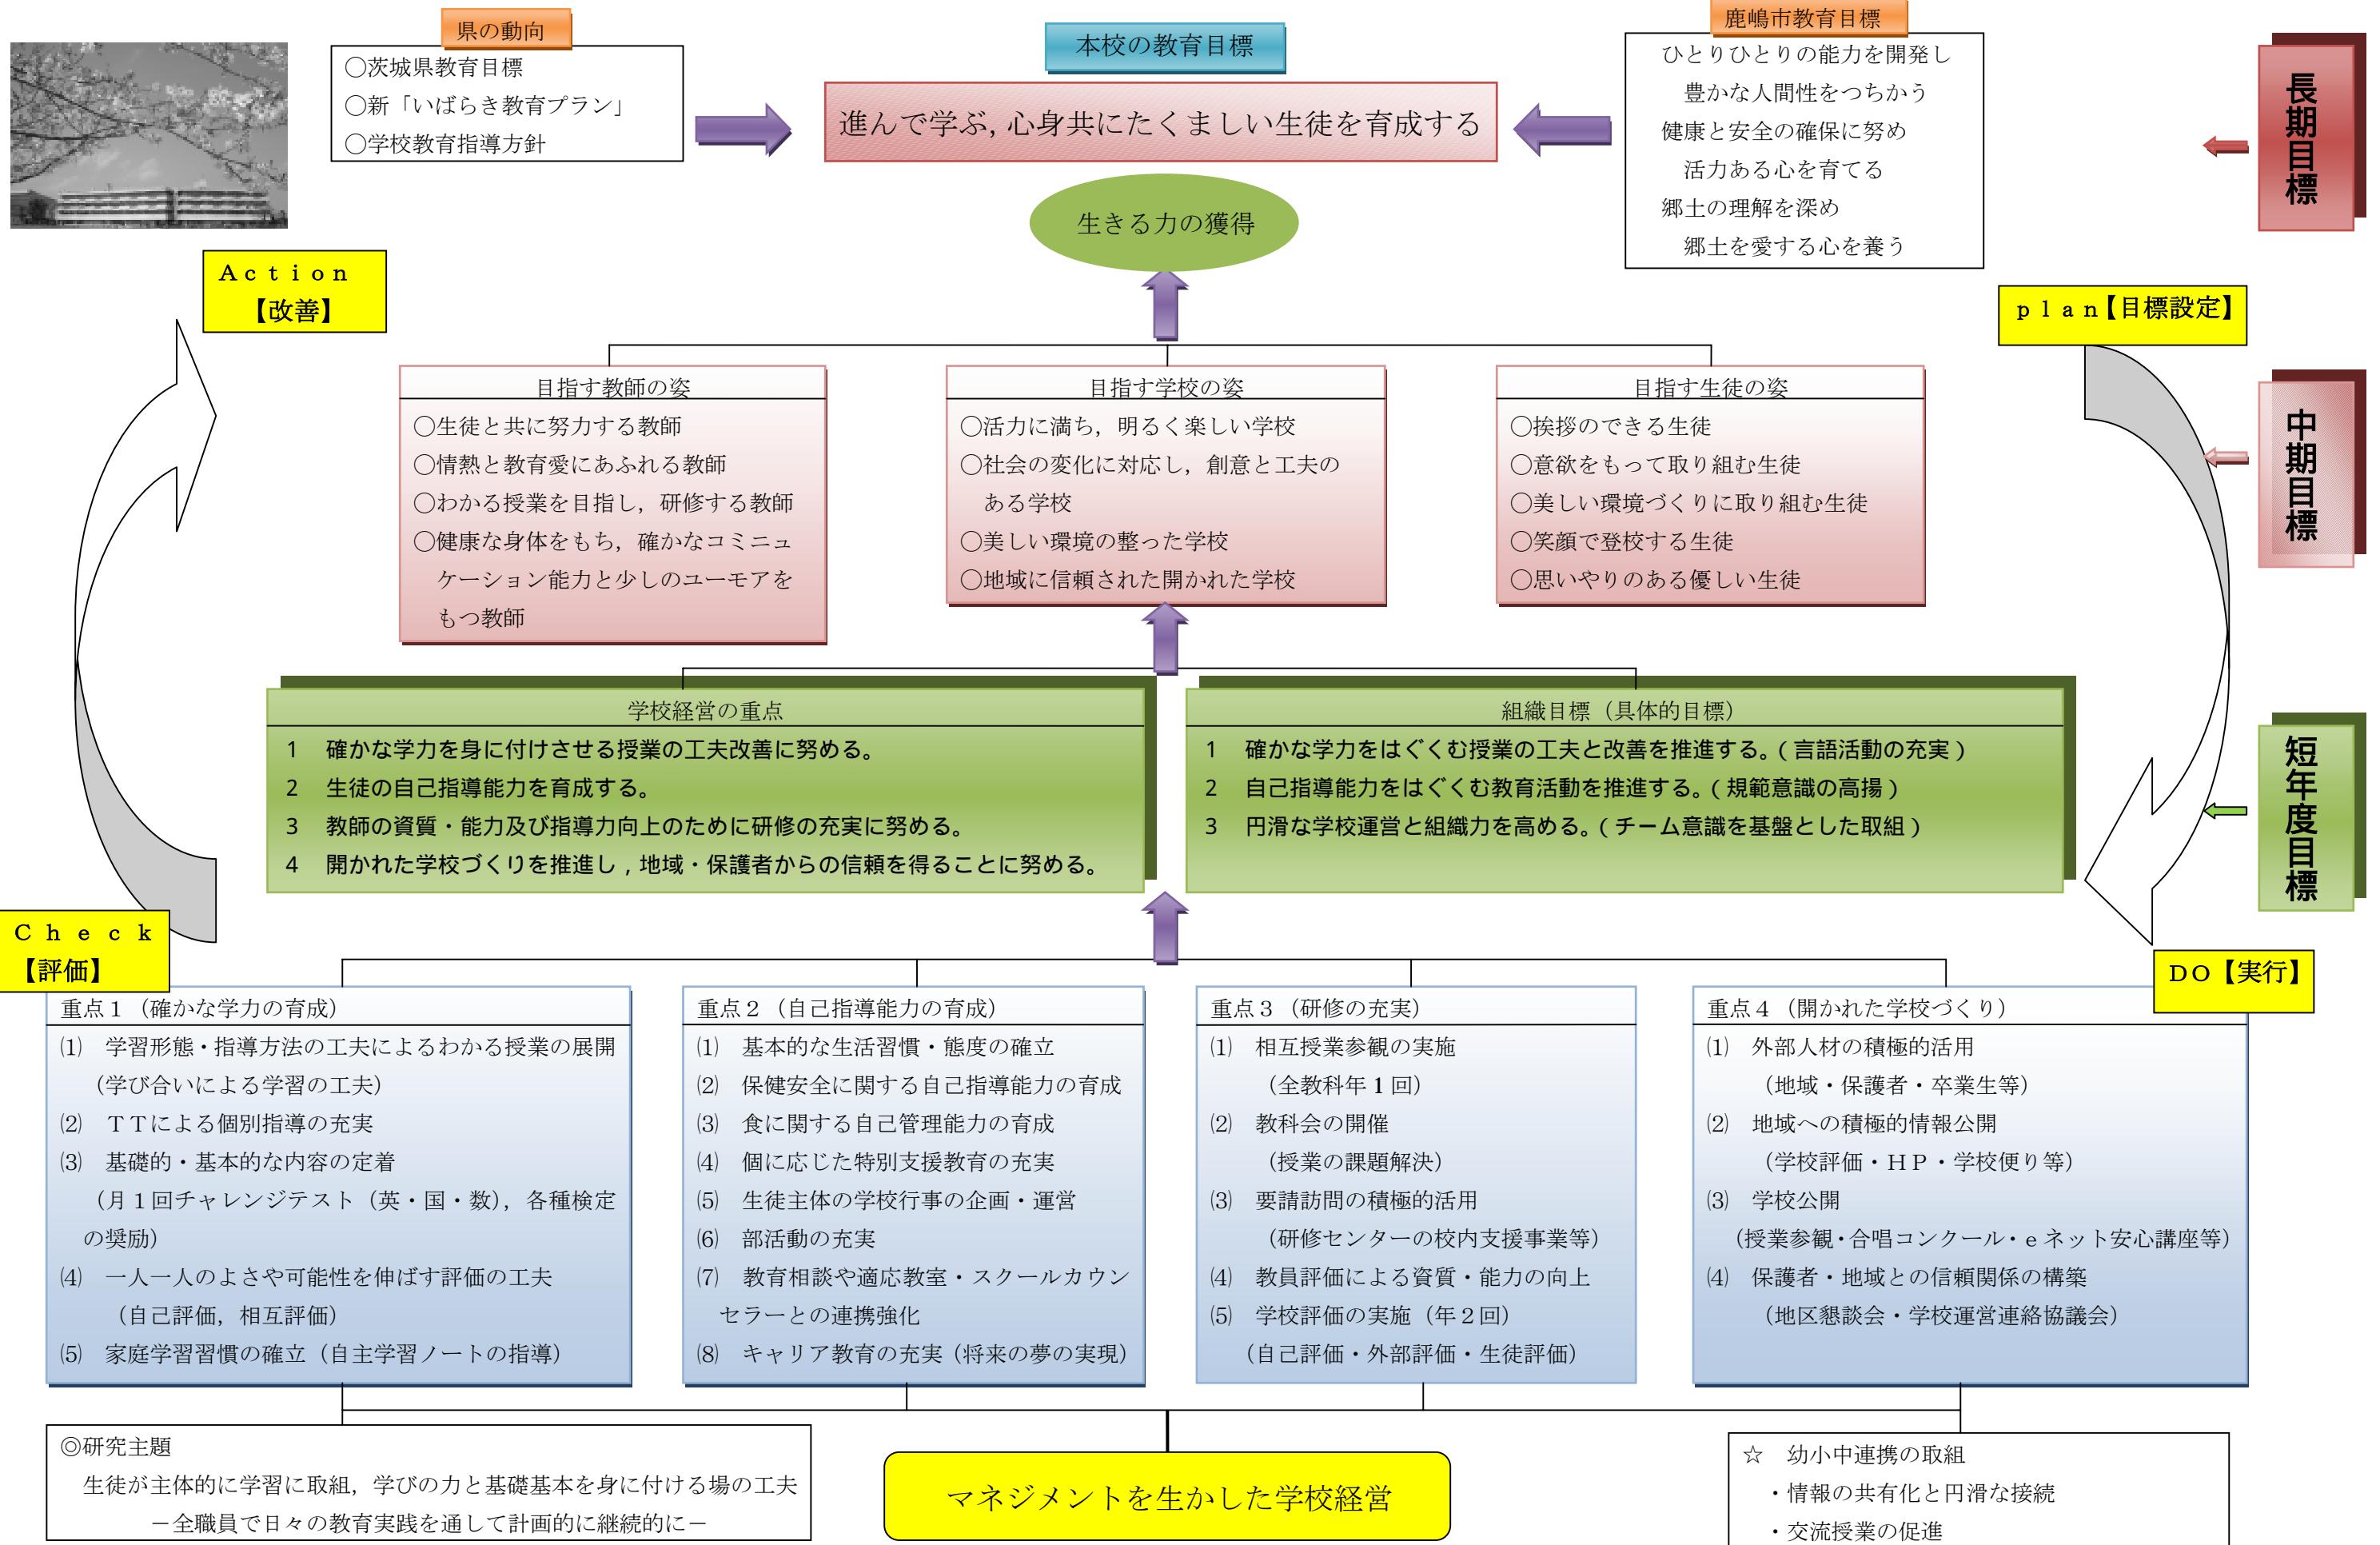 県の動向
○茨城県教育目標
○新「いばらき教育プラン」
○学校教育指導方針
本校の教育目標
進んで学ぶ,心身共にたくましい生徒を育成する
生きる力の獲得
鹿嶋市教育目標
ひとりひとりの能力を開発し
豊かな人間性をつちかう
健康と安全の確保に努め
活力ある心を育てる
郷土の理解を深め
郷土を愛する心を養う
長期目標
Ａｃｔｉｏｎ
【改善】
ｐｌａｎ【目標設定】
目指す教師の姿
○生徒と共に努力する教師
○情熱と教育愛にあふれる教師
○わかる授業を目指し，研修する教師
○健康な身体をもち，確かなコミニュ
ケーション能力と少しのユーモアを
もつ教師
目指す学校の姿
○活力に満ち，明るく楽しい学校
○社会の変化に対応し，創意と工夫の
ある学校
○美しい環境の整った学校
○地域に信頼された開かれた学校
目指す生徒の姿
○挨拶のできる生徒
○意欲をもって取り組む生徒
○美しい環境づくりに取り組む生徒
○笑顔で登校する生徒
○思いやりのある優しい生徒
中期目標
学校経営の重点
1　確かな学力を身に付けさせる授業の工夫改善に努める。
2　生徒の自己指導能力を育成する。
3　教師の資質・能力及び指導力向上のために研修の充実に努める。
4　開かれた学校づくりを推進し，地域・保護者からの信頼を得ることに努める。
組織目標（具体的目標）
1　確かな学力をはぐくむ授業の工夫と改善を推進する。(言語活動の充実)
2　自己指導能力をはぐくむ教育活動を推進する。(規範意識の高揚)
3　円滑な学校運営と組織力を高める。(チーム意識を基盤とした取組)
短年度目標
Ｃｈｅｃｋ
【評価】
ＤＯ【実行】
重点１（確かな学力の育成）
⑴　学習形態・指導方法の工夫によるわかる授業の展開
（学び合いによる学習の工夫）
⑵　ＴＴによる個別指導の充実
⑶　基礎的・基本的な内容の定着
（月１回チャレンジテスト（英・国・数），各種検定
の奨励）
⑷　一人一人のよさや可能性を伸ばす評価の工夫
（自己評価，相互評価）
⑸　家庭学習習慣の確立（自主学習ノートの指導）
重点２（自己指導能力の育成）
⑴　基本的な生活習慣・態度の確立
⑵　保健安全に関する自己指導能力の育成
⑶　食に関する自己管理能力の育成
⑷　個に応じた特別支援教育の充実
⑸　生徒主体の学校行事の企画・運営
⑹　部活動の充実
⑺　教育相談や適応教室・スクールカウン
セラーとの連携強化
⑻　キャリア教育の充実（将来の夢の実現）
重点３（研修の充実）
⑴　相互授業参観の実施
（全教科年１回）
⑵　教科会の開催
（授業の課題解決）
⑶　要請訪問の積極的活用
（研修センターの校内支援事業等）
⑷　教員評価による資質・能力の向上
⑸　学校評価の実施（年２回）
（自己評価・外部評価・生徒評価）
重点４（開かれた学校づくり）
⑴　外部人材の積極的活用
（地域・保護者・卒業生等）
⑵　地域への積極的情報公開
（学校評価・ＨＰ・学校便り等）
⑶　学校公開
（授業参観・合唱コンクール・ｅネット安心講座等）
⑷　保護者・地域との信頼関係の構築
（地区懇談会・学校運営連絡協議会）
◎研究主題
生徒が主体的に学習に取組，学びの力と基礎基本を身に付ける場の工夫
－全職員で日々の教育実践を通して計画的に継続的に－
マネジメントを生かした学校経営
☆　幼小中連携の取組
・情報の共有化と円滑な接続
・交流授業の促進